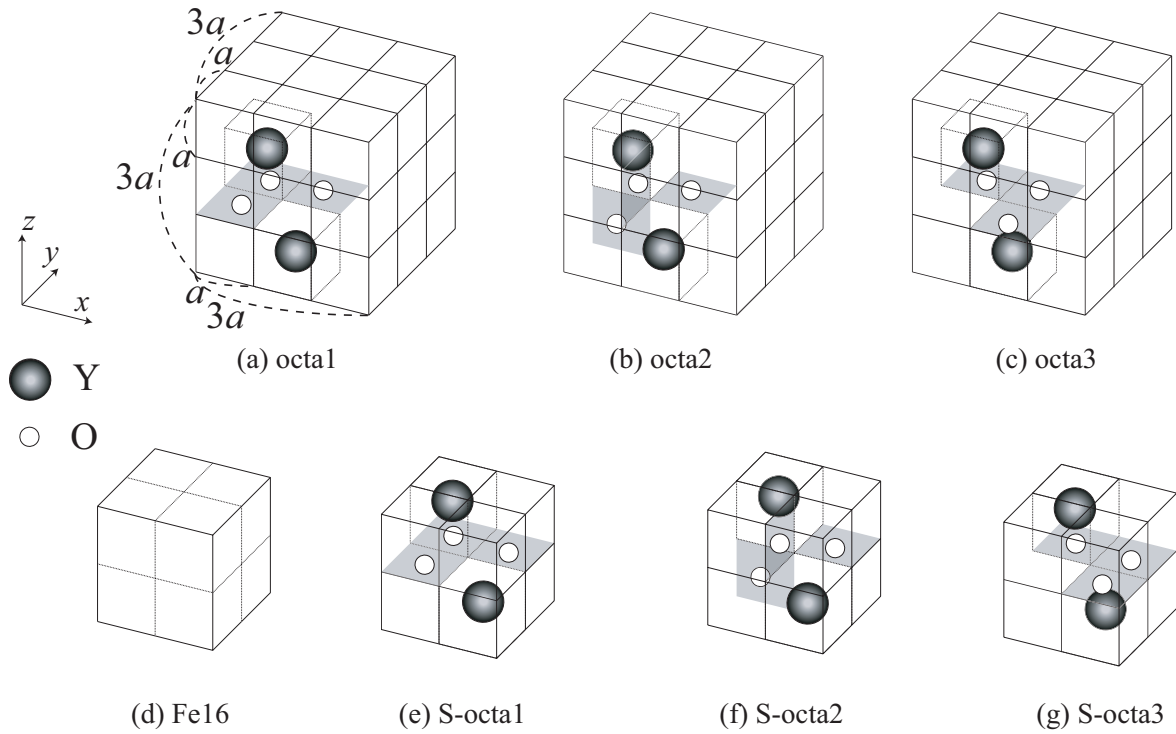 3a
a
a
3a
a
3a
z
y
x
(a) octa1
(b) octa2
(c) octa3
Y
O
(d) Fe16
(e) S-octa1
(f) S-octa2
(g) S-octa3